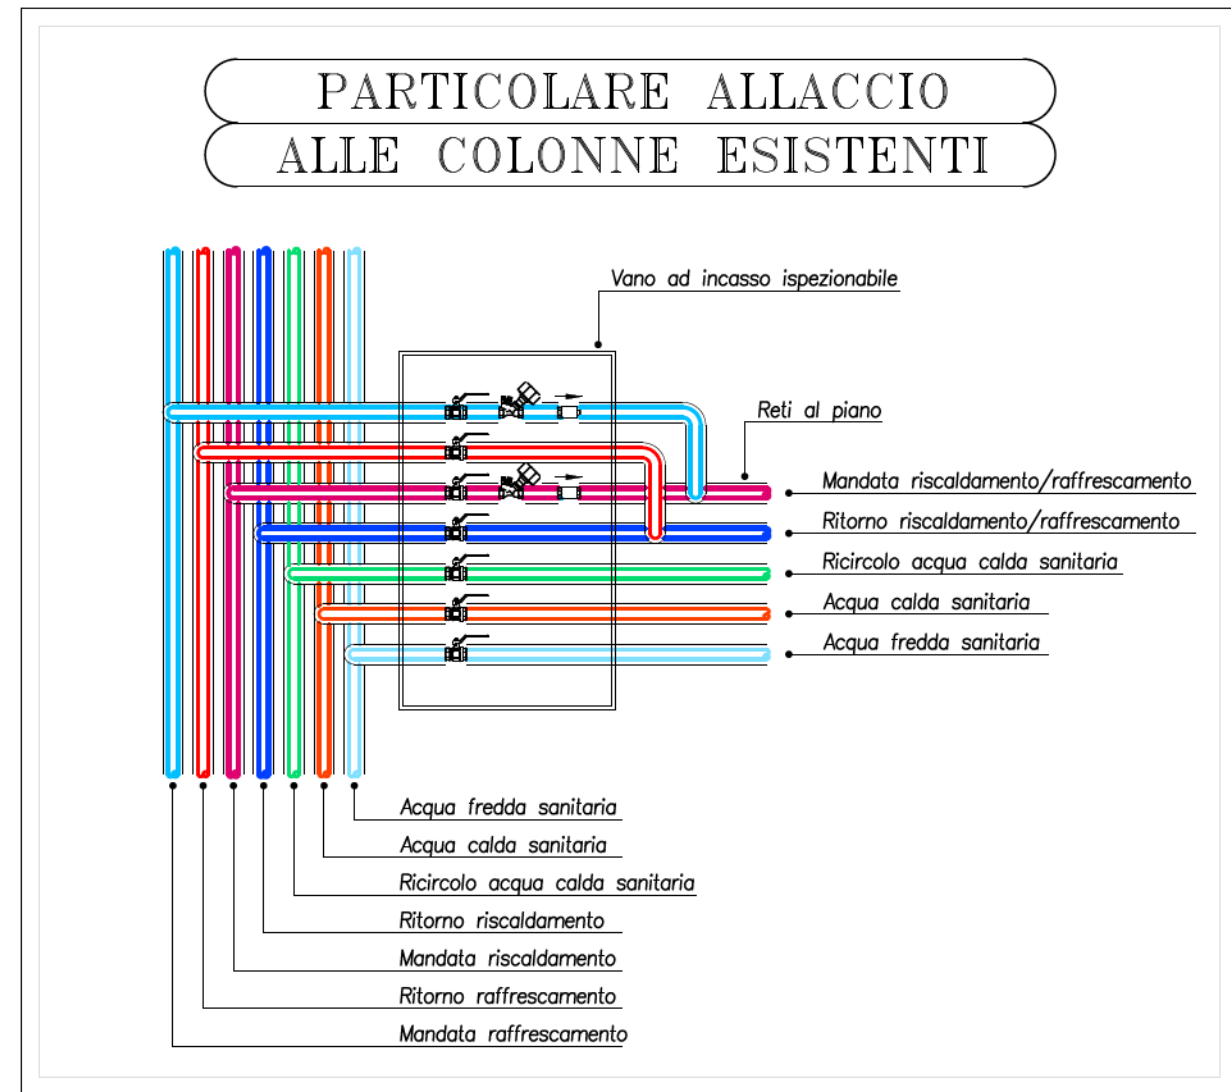 PARTICOLARE ALLACCIO
ALLE COLONNE ESISTENTI
Vano ad incasso ispezionabile
Reti al piano
Mandata riscaldamento/raffrescamento
Ritorno riscaldamento/raffrescamento
Ricircolo acqua calda sanitaria
Acqua calda sanitaria
Acqua fredda sanitaria
Acqua fredda sanitaria
Acqua calda sanitaria
Ricircolo acqua calda sanitaria
Ritorno riscaldamento
Mandata riscaldamento
Ritorno raffrescamento
Mandata raffrescamento